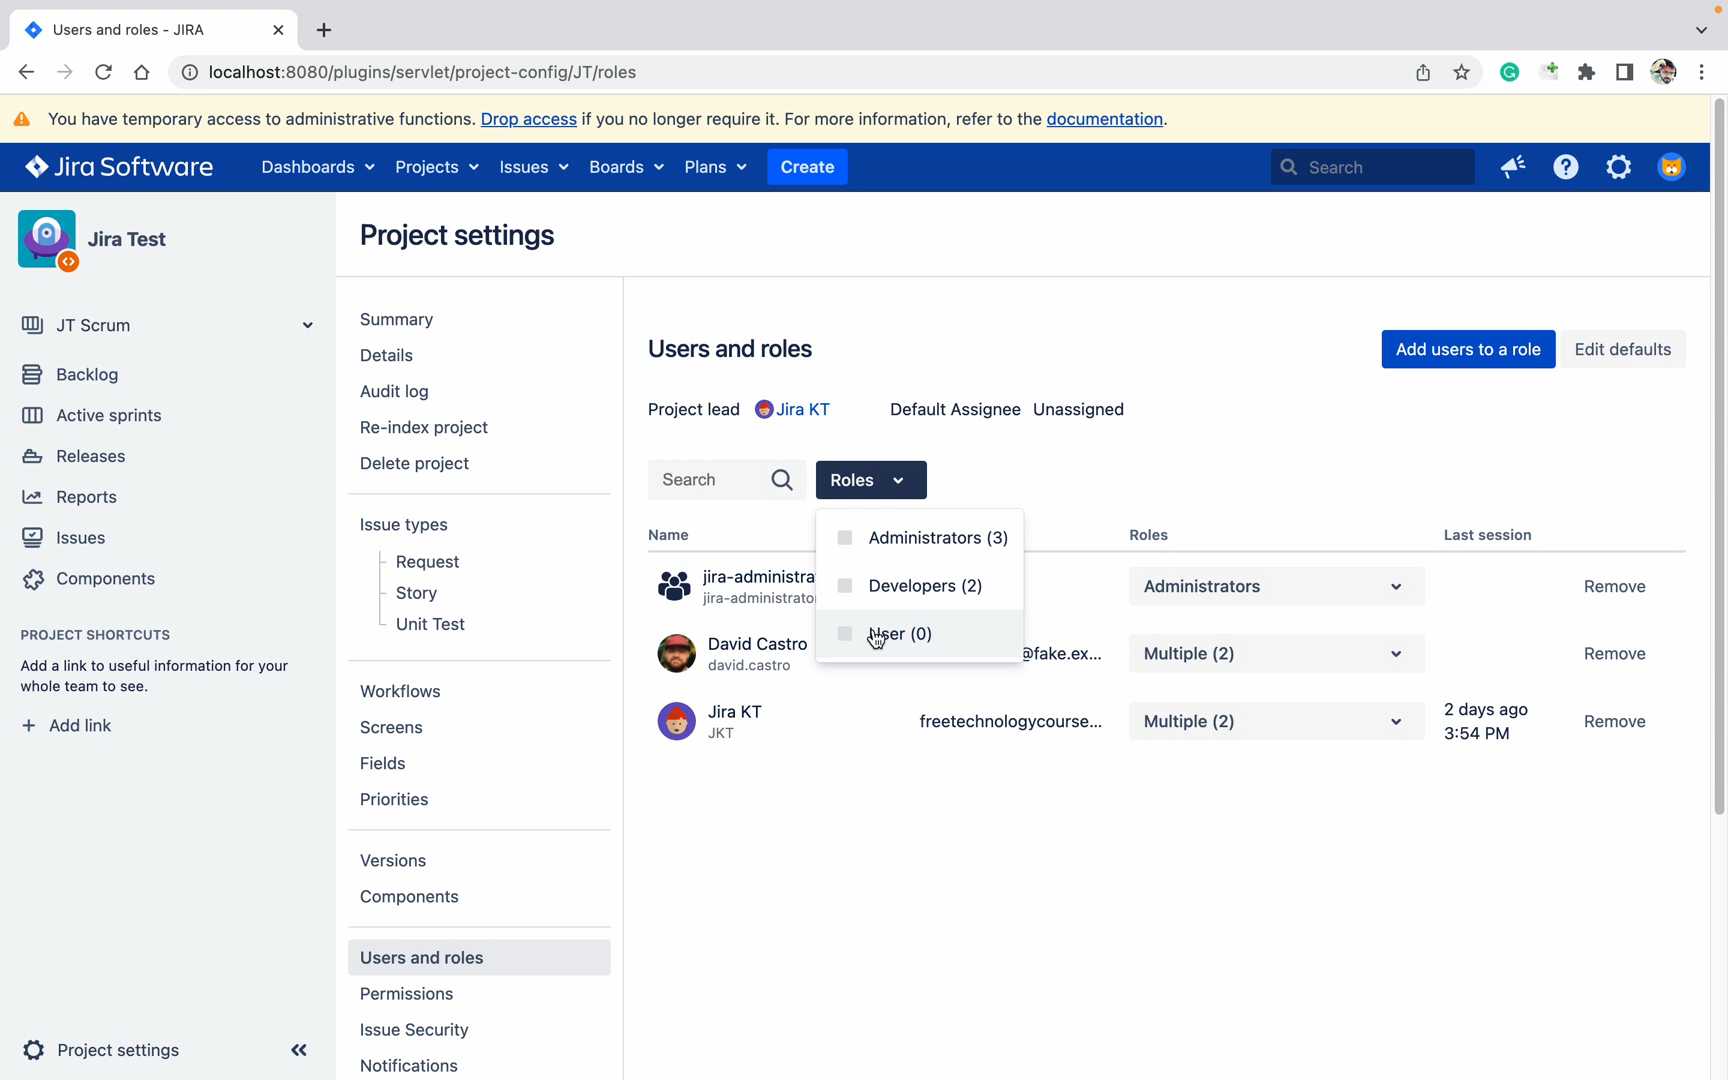 Users and roles - JIRA
localhost:8080/plugins/servlet/project-config/JT/roles
You have temporary access to administrative functions. Drop access if you no longer require it. For more information, refer to the documentation.
Jira Software
Dashboards
Projects
Issues
Boards
Plans
Create
Search
Jira Test
JT Scrum
Backlog
Active sprints
Releases
Reports
Issues
Components
PROJECT SHORTCUTS
Add a link to useful information for your
whole team to see.
+ Add link
Project settings
Project settings
Summary
Details
Audit log
Re-index project
Delete project
Issue types
Request
Story
Unit Test
Workflows
Screens
Fields
Priorities
Versions
Components
Users and roles
Permissions
Issue Security
Notifications
Users and roles
Add users to a role
Edit defaults
Project lead Jira KT Default Assignee Unassigned
Search
Roles
Administrators (3)
Developers (2)
User (0)
Name Roles Last session
jira-administra
jira-administrator
Administrators
Remove
David Castro
david.castro
@fake.ex...
Multiple (2)
Remove
Jira KT
JKT
freetechnologycourse...
Multiple (2)
2 days ago
3:54 PM
Remove